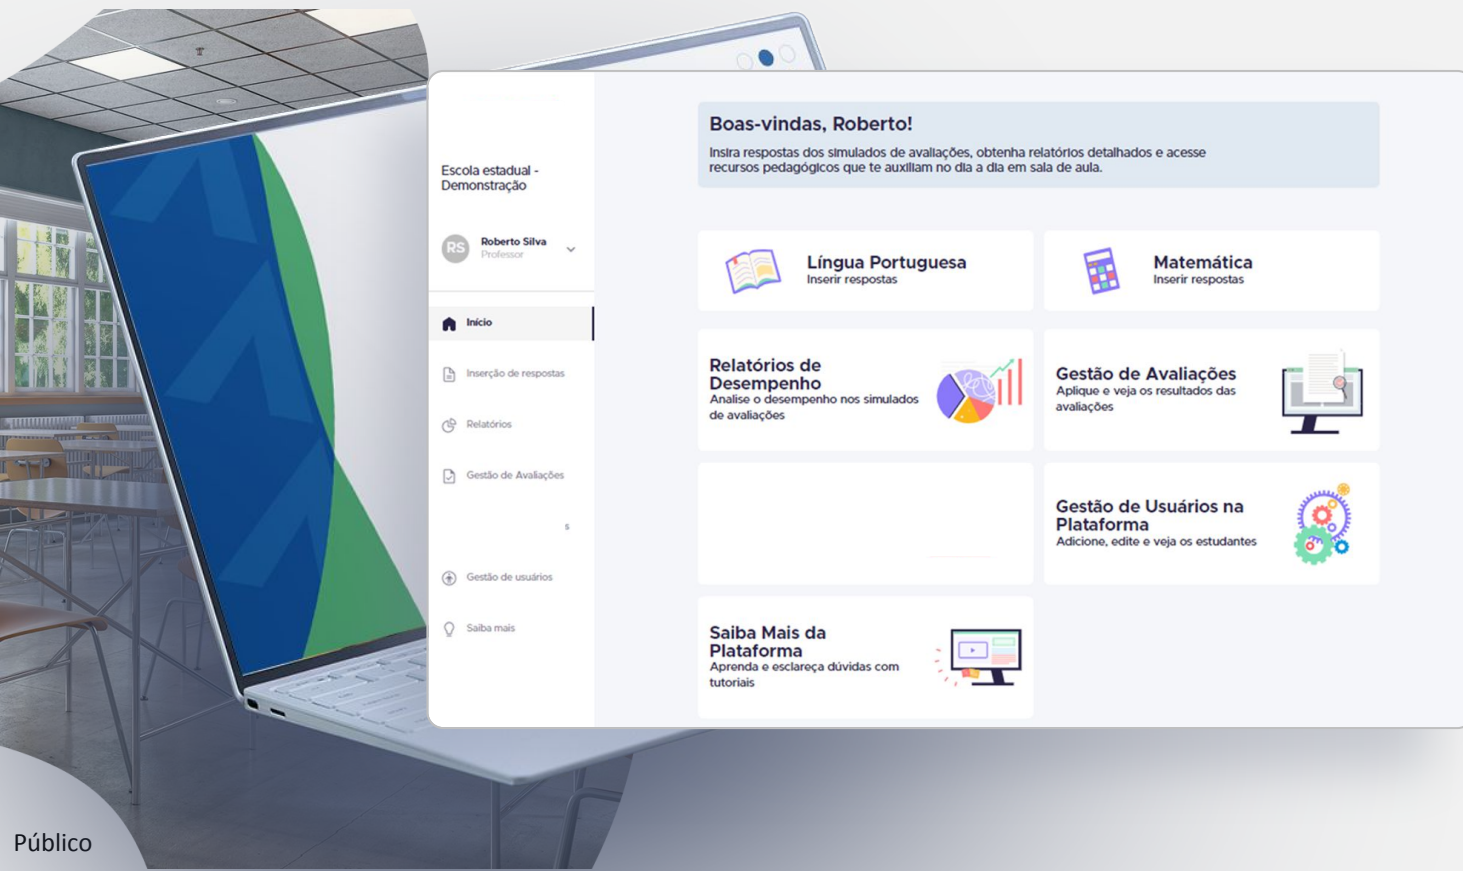 Escola estadual -
Demonstração
RS
Roberto Silva
Professor
Início
Inserção de respostas
Relatórios
Gestão de Avaliações
s
Gestão de usuários
Saiba mais
Boas-vindas, Roberto!
Insira respostas dos simulados de avaliações, obtenha relatórios detalhados e acesse
recursos pedagógicos que te auxiliam no dia a dia em sala de aula.
Língua Portuguesa
Inserir respostas
Matemática
Inserir respostas
Relatórios de
Desempenho
Analise o desempenho nos simulados
de avaliações
Gestão de Avaliações
Aplique e veja os resultados das
avaliações
Gestão de Usuários na
Plataforma
Adicione, edite e veja os estudantes
Saiba Mais da
Plataforma
Aprenda e esclareça dúvidas com
tutoriais
Público